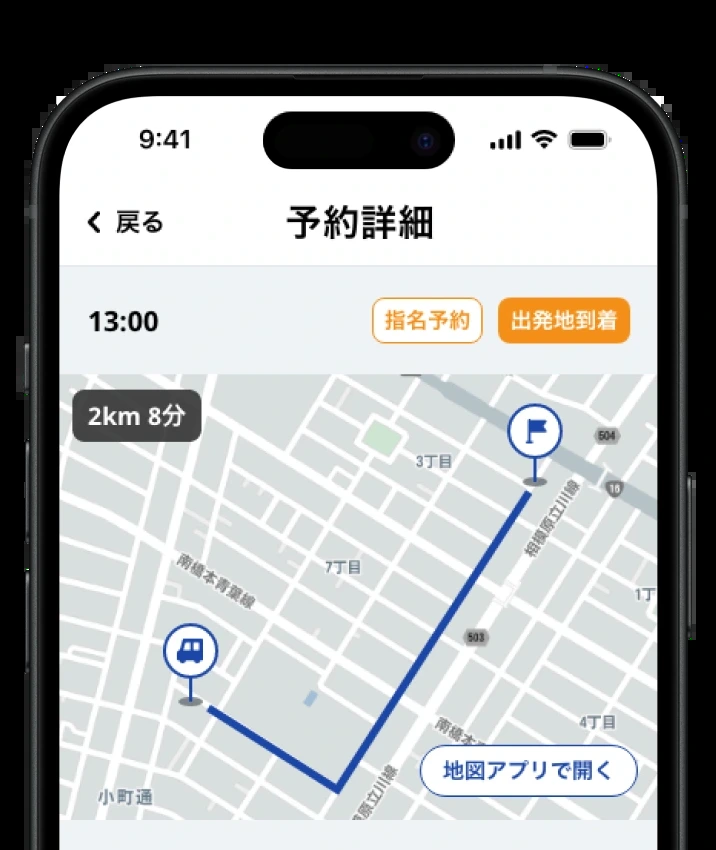 9:41
戻る
予約詳細
13:00
指名予約
出発地到着
2km 8分
504
3丁目
16
相模原立川線
南橋本青葉線
7丁目
1丁
503
4丁目
南橋本
地図アプリで開く
小町通
原立川線